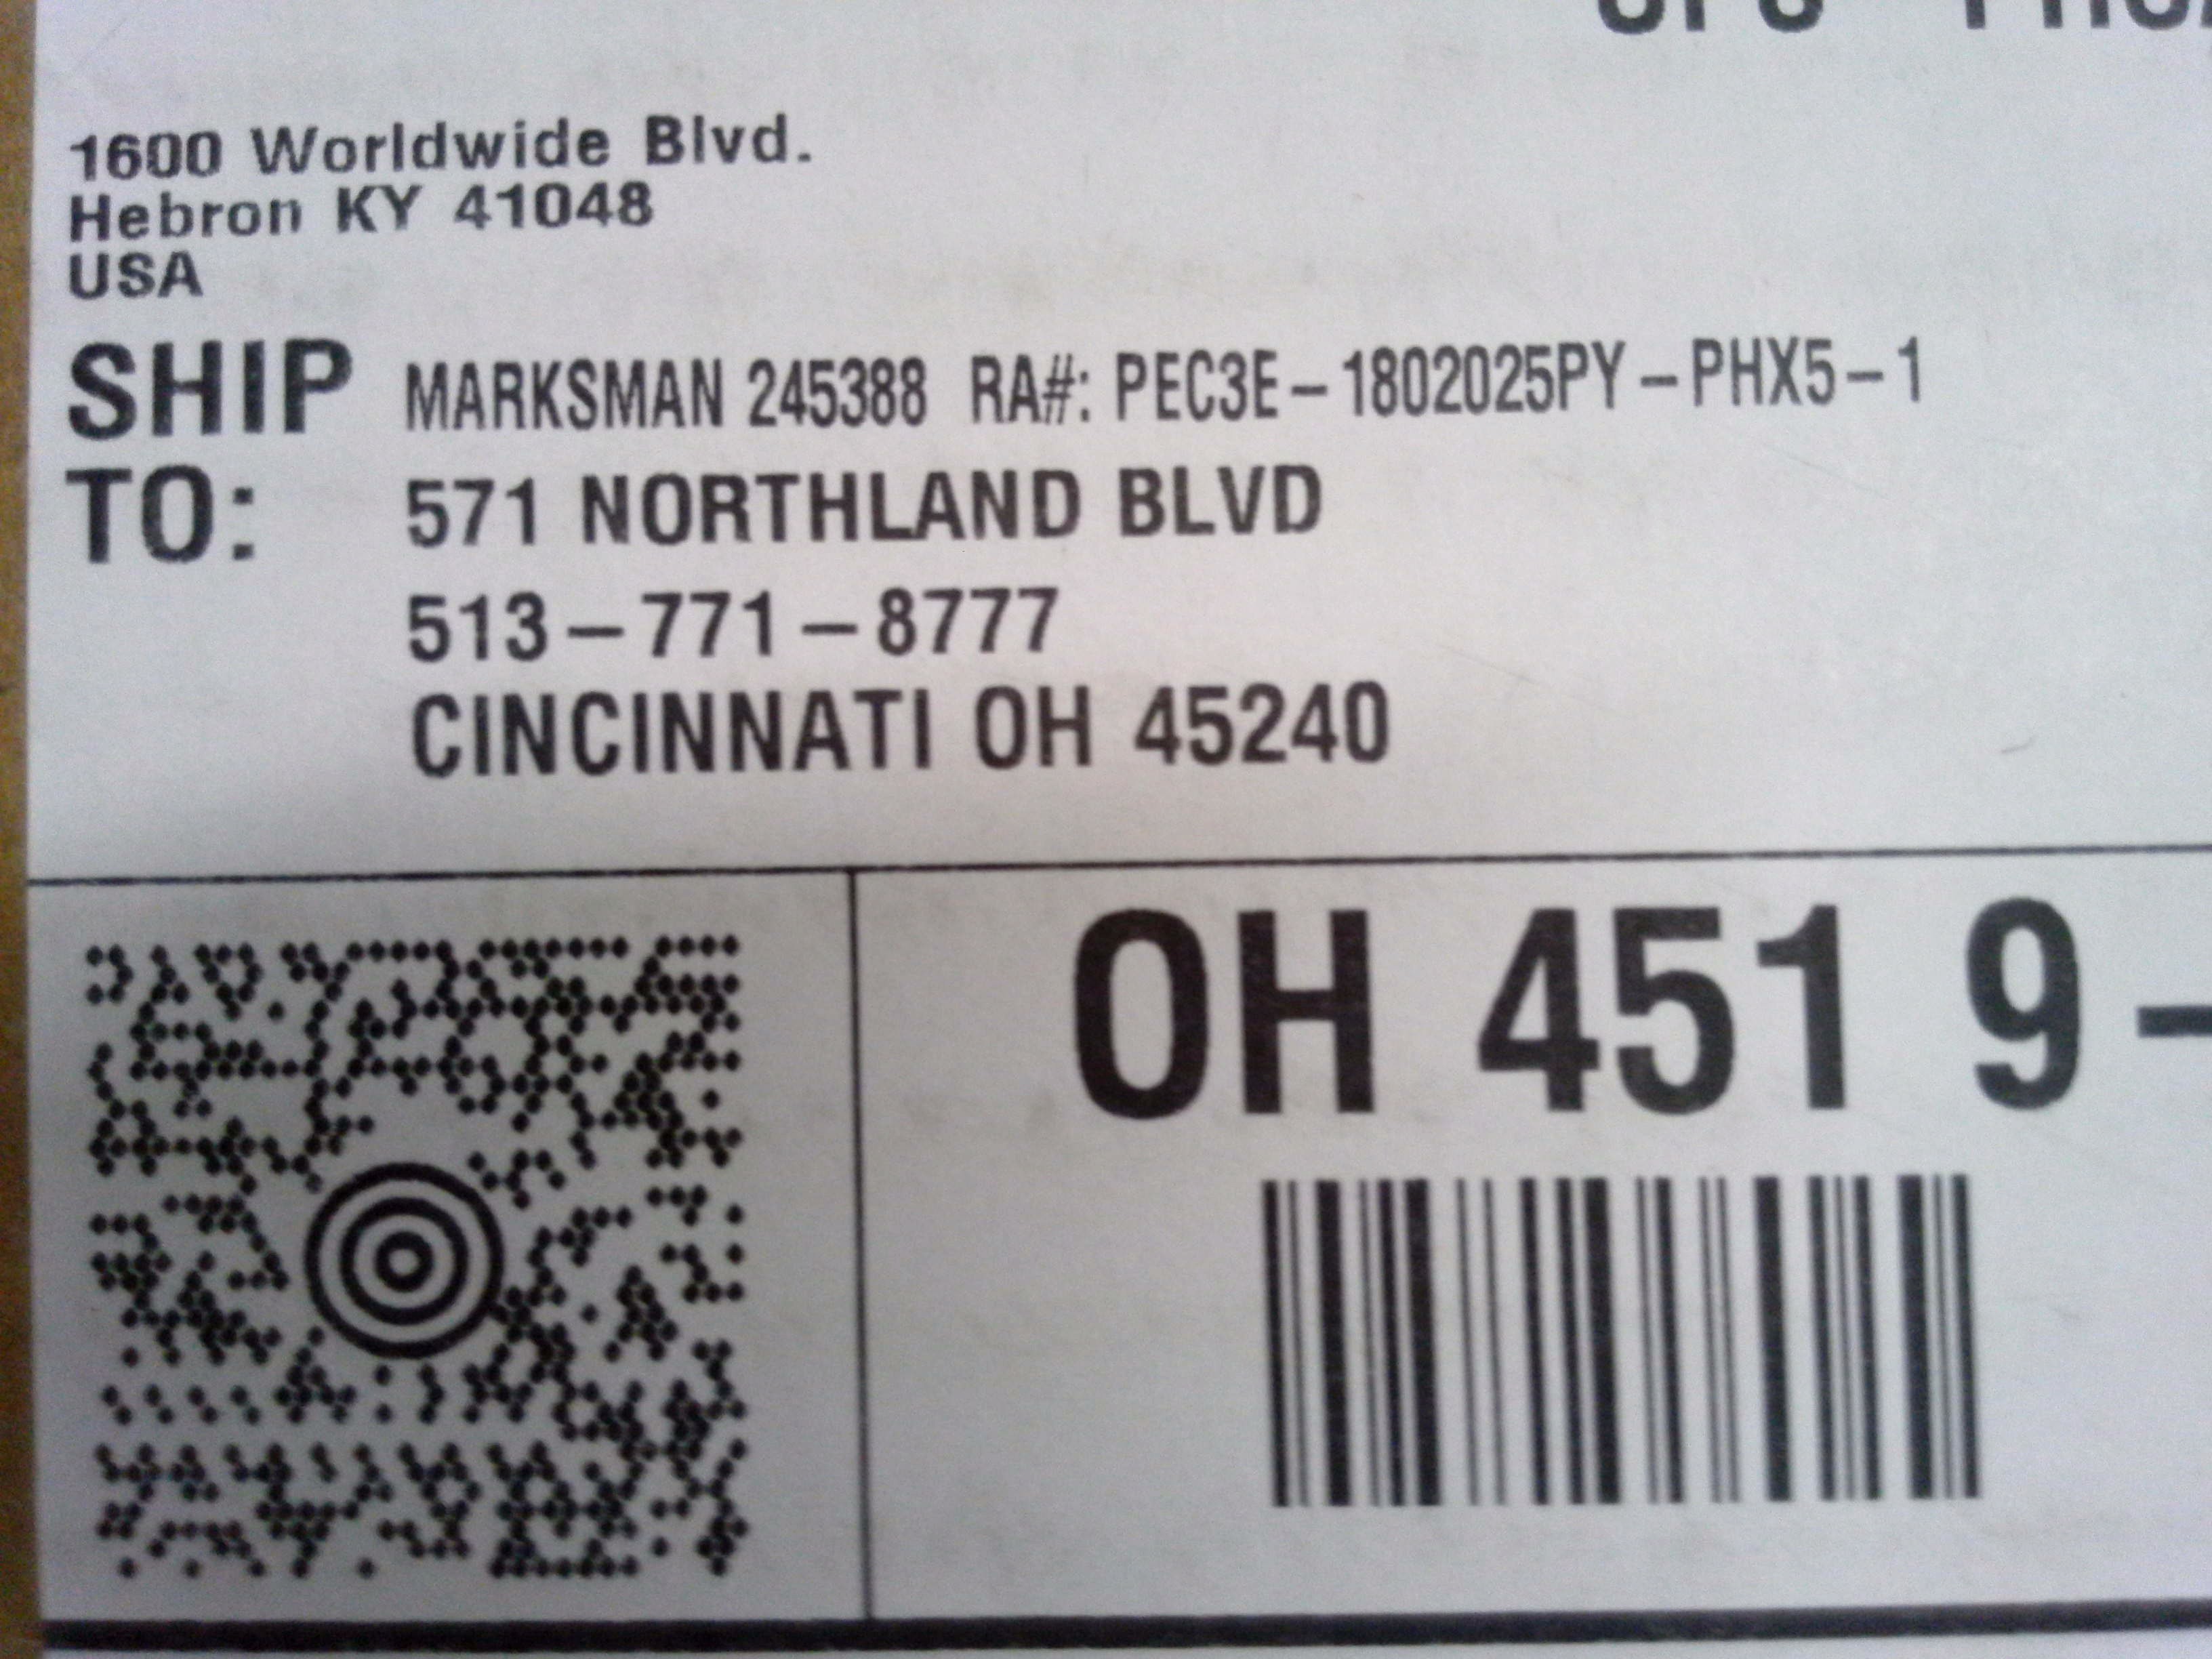 1600 Worldwide Blvd.
Hebron KY 41048
USA
SHIP TO:
MARKSMAN 245388 RA#: PEC3E-1802025PY-PHX5-1
571 NORTHLAND BLVD
513-771-8777
CINCINNATI OH 45240
OH 451 9-